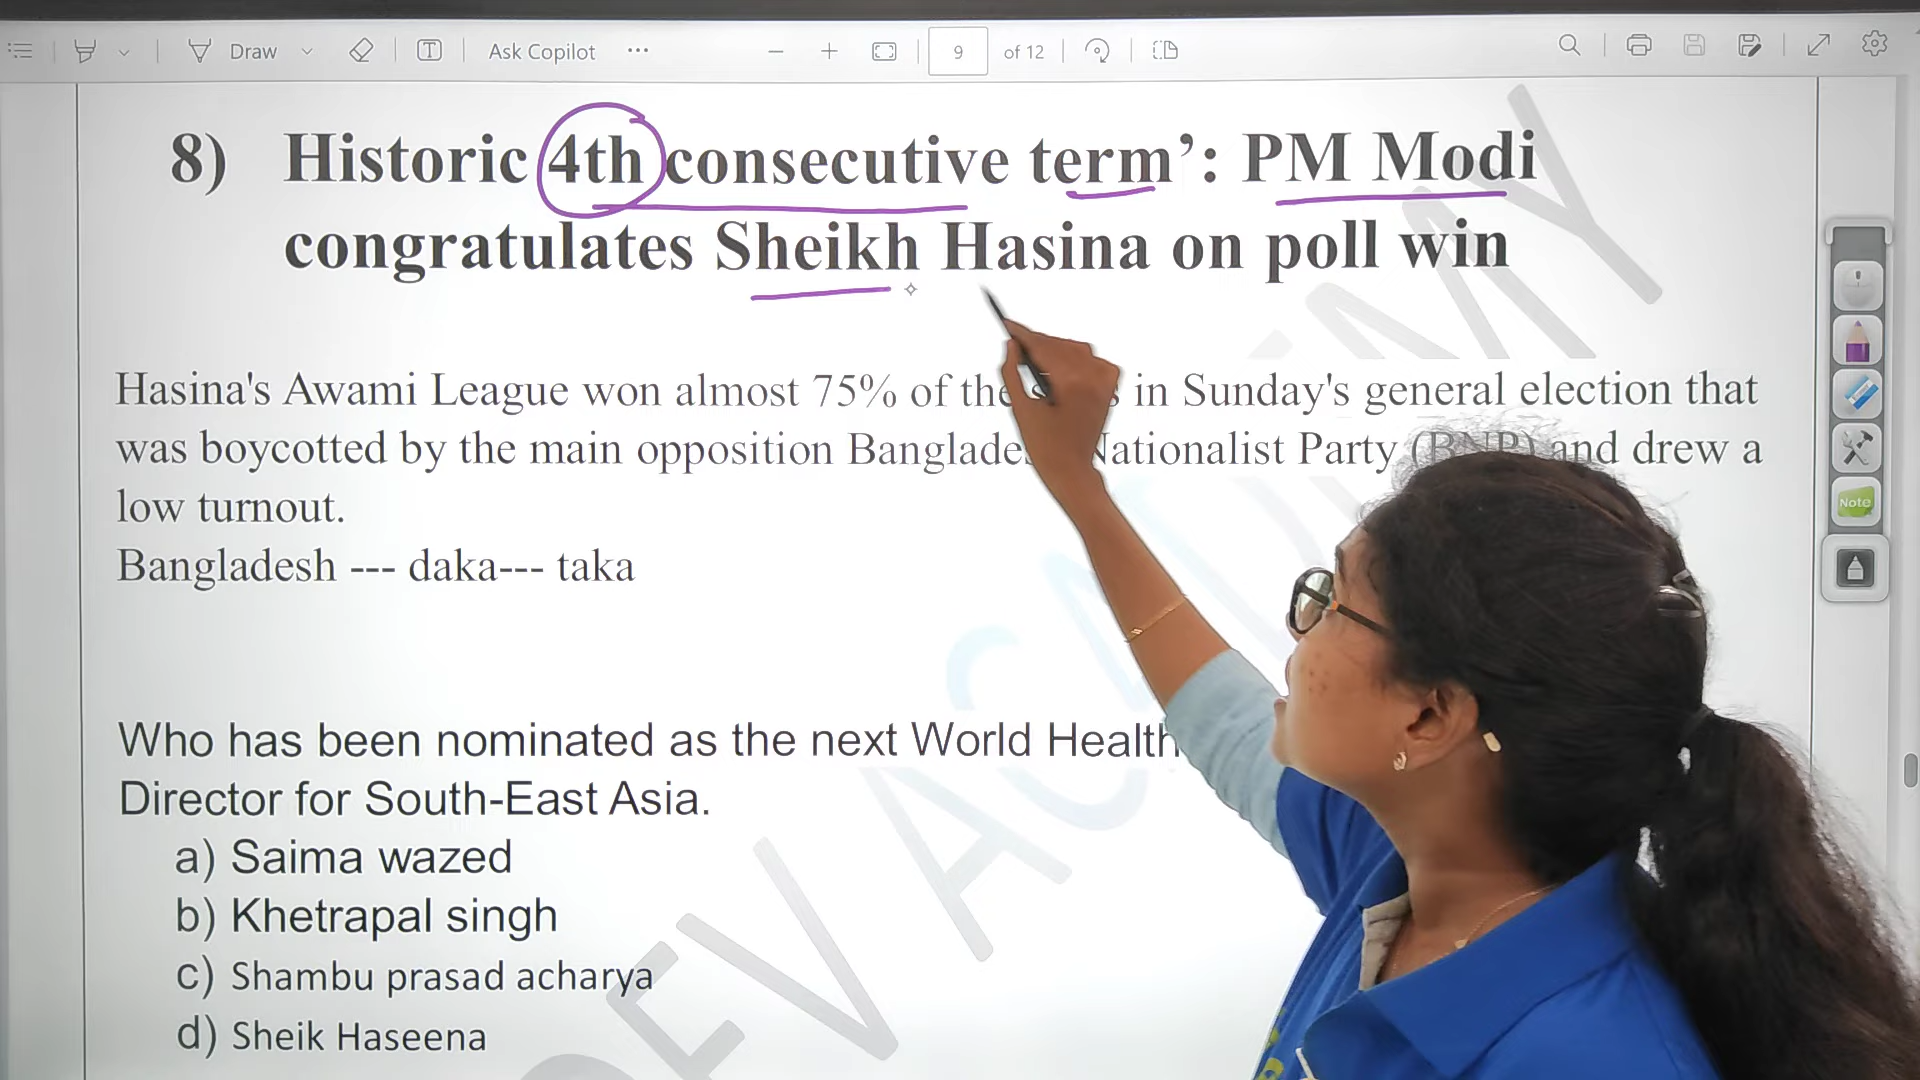 Draw
Ask Copilot
9 of 12
8) Historic 4th consecutive term’: PM Modi
congratulates Sheikh Hasina on poll win
Hasina's Awami League won almost 75% of the in Sunday's general election that
was boycotted by the main opposition Nationalist Party (BNP) and drew a
low turnout.
Bangladesh --- daka--- taka
Who has been nominated as the next World Health
Director for South-East Asia.
a) Saima wazed
b) Khetrapal singh
c) Shambu prasad acharya
d) Sheik Haseena
Note